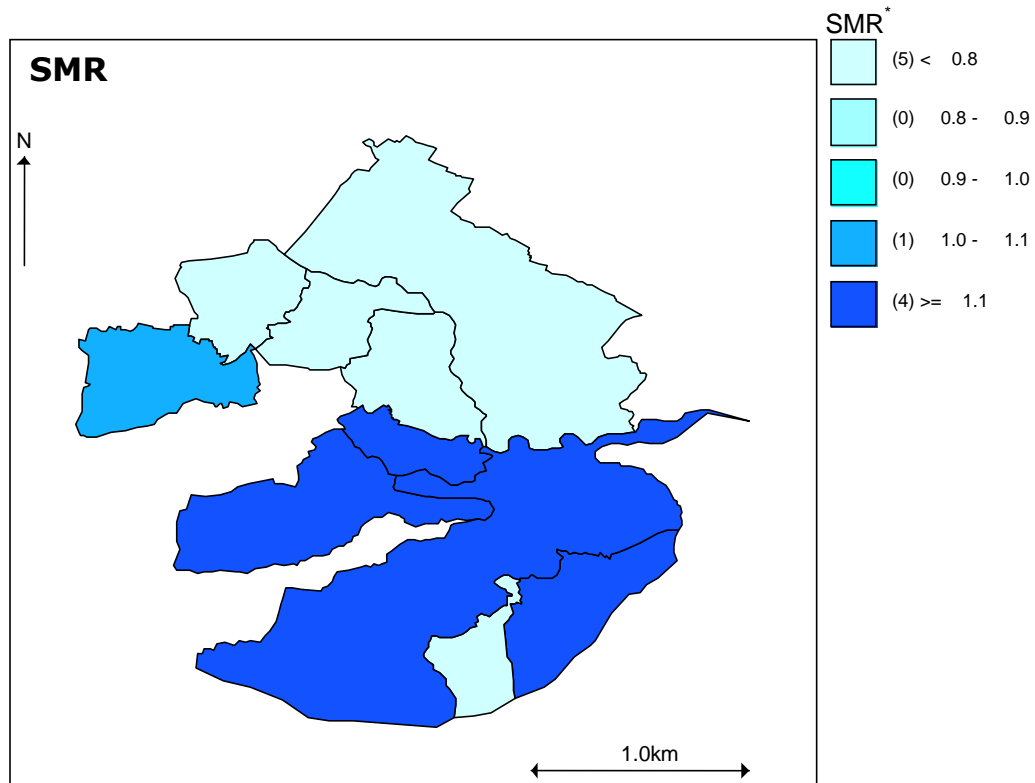 SMR*
SMR
N
(5) < 0.8
(0) 0.8 - 0.9
(0) 0.9 - 1.0
(1) 1.0 - 1.1
(4) >= 1.1
1.0km